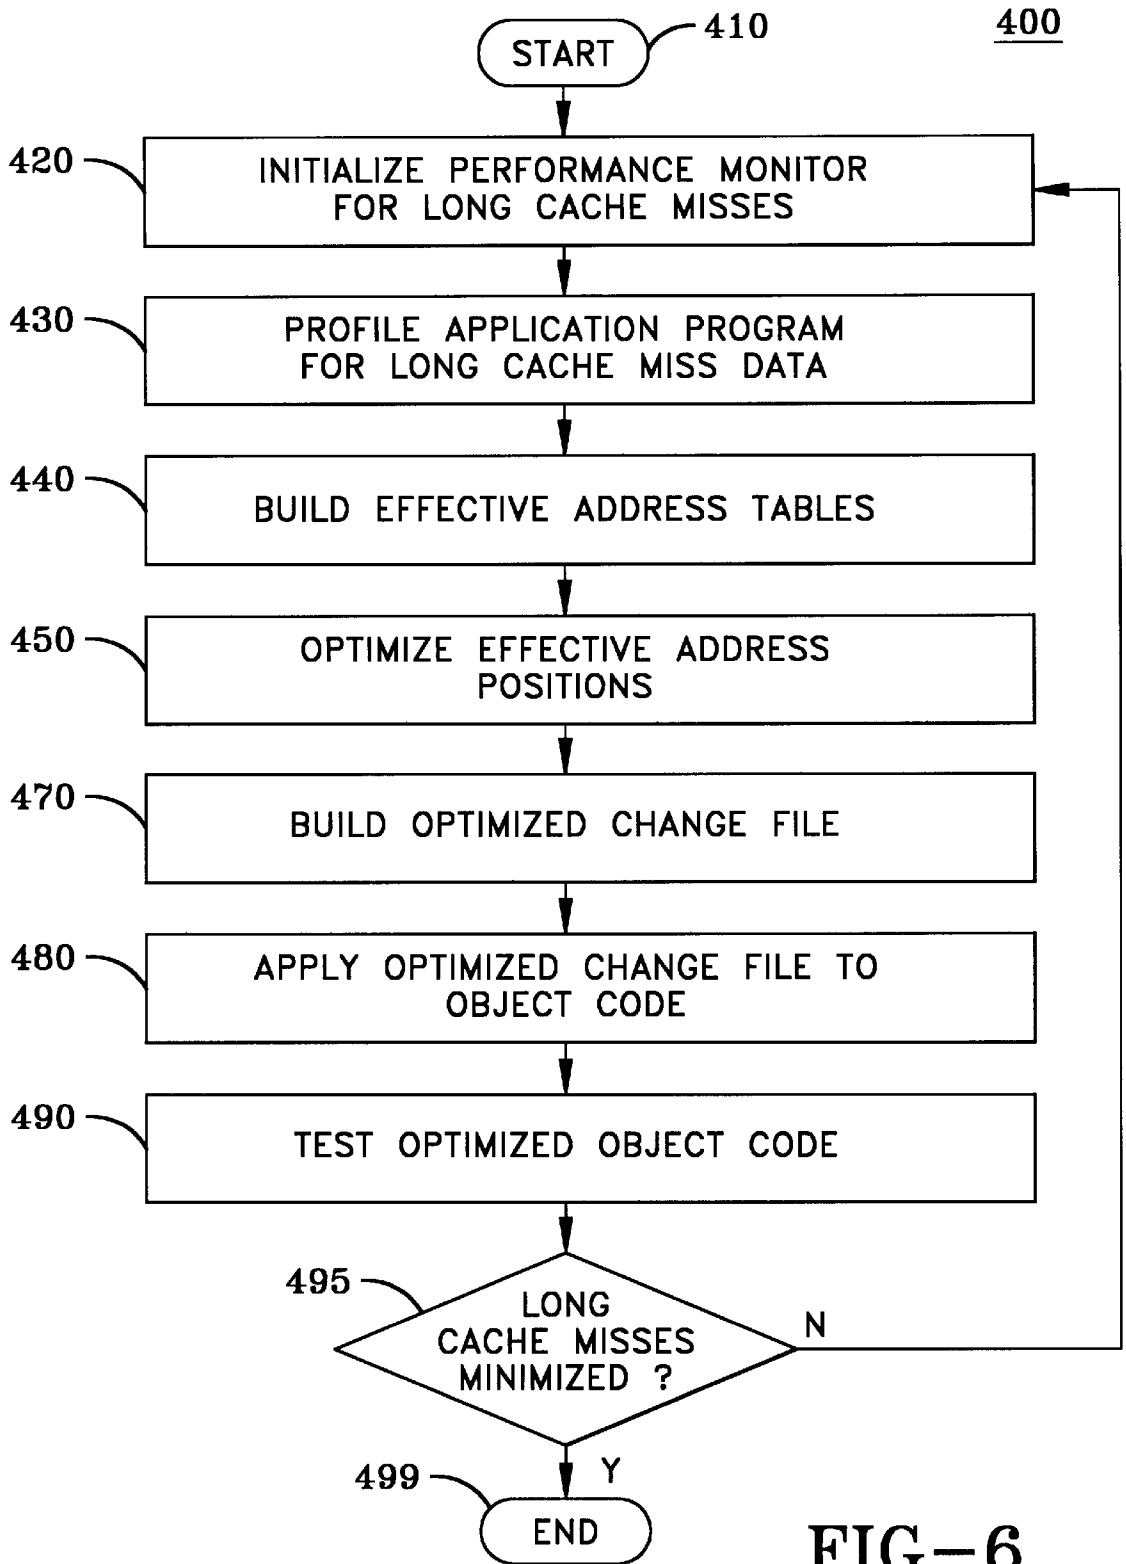 410
400
START
420
INITIALIZE PERFORMANCE MONITOR
FOR LONG CACHE MISSES
430
PROFILE APPLICATION PROGRAM
FOR LONG CACHE MISS DATA
440
BUILD EFFECTIVE ADDRESS TABLES
450
OPTIMIZE EFFECTIVE ADDRESS
POSITIONS
470
BUILD OPTIMIZED CHANGE FILE
480
APPLY OPTIMIZED CHANGE FILE TO
OBJECT CODE
490
TEST OPTIMIZED OBJECT CODE
495
LONG
CACHE MISSES
MINIMIZED ?
N
Y
499
END
FIG-6